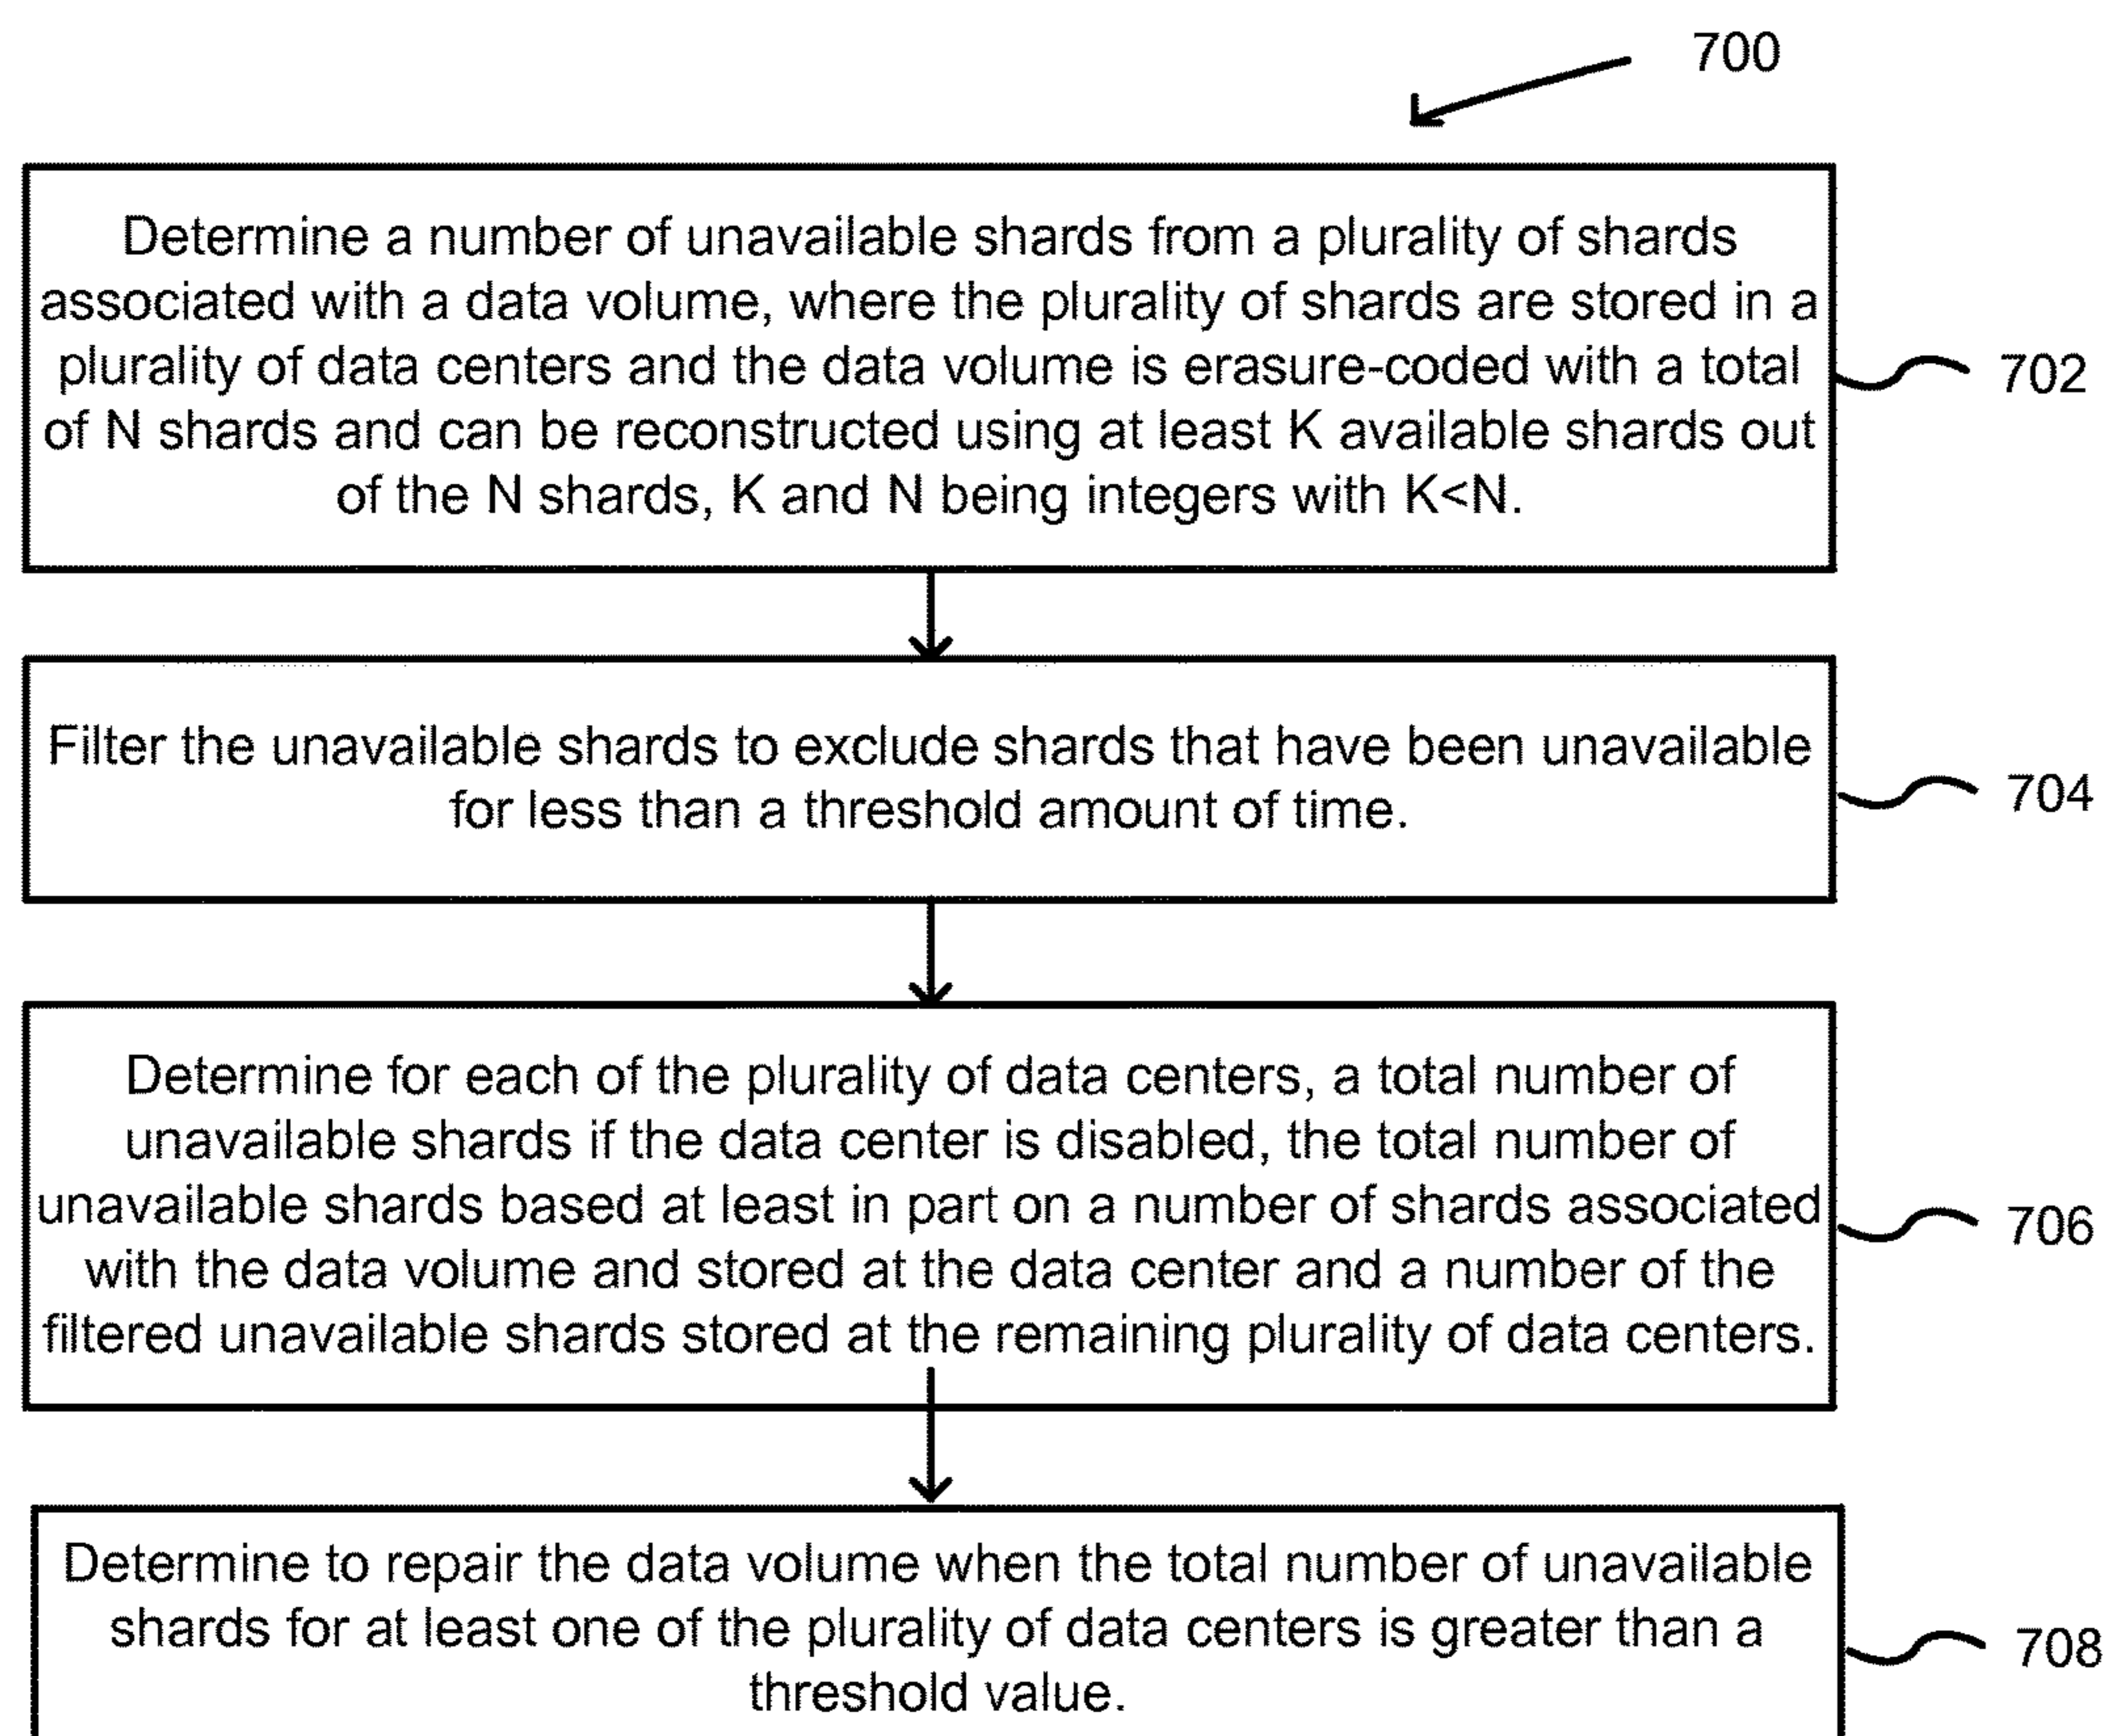 700
Determine a number of unavailable shards from a plurality of shards
associated with a data volume, where the plurality of shards are stored in a
plurality of data centers and the data volume is erasure-coded with a total
of N shards and can be reconstructed using at least K available shards out
of the N shards, K and N being integers with K<N.
702
Filter the unavailable shards to exclude shards that have been unavailable
for less than a threshold amount of time.
704
Determine for each of the plurality of data centers, a total number of
unavailable shards if the data center is disabled, the total number of
unavailable shards based at least in part on a number of shards associated
with the data volume and stored at the data center and a number of the
filtered unavailable shards stored at the remaining plurality of data centers.
706
Determine to repair the data volume when the total number of unavailable
shards for at least one of the plurality of data centers is greater than a
threshold value.
708